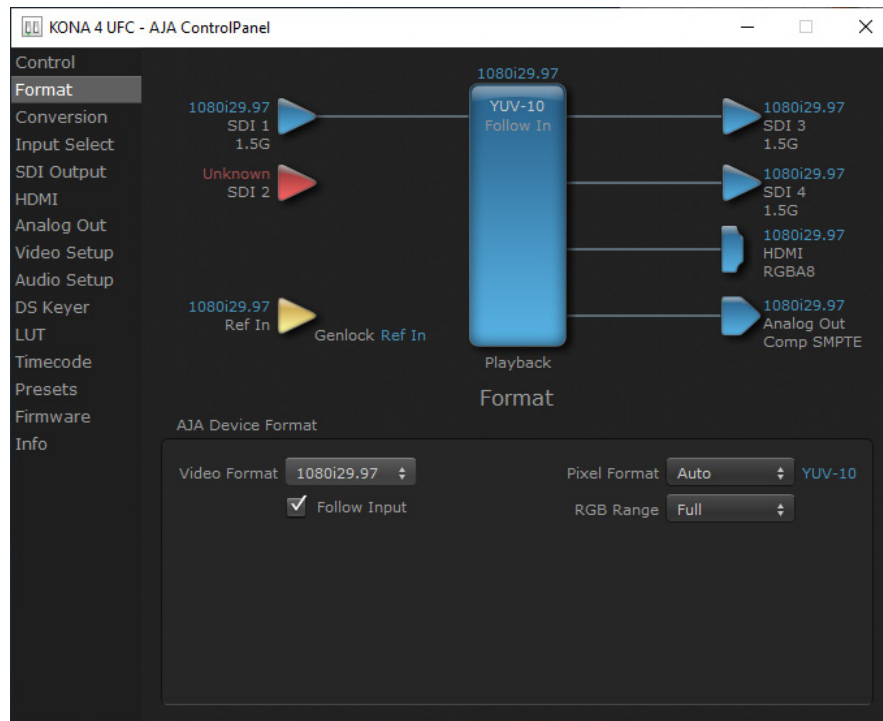 KONA 4 UFC - AJA ControlPanel
Control
Format
Conversion
Input Select
SDI Output
HDMI
Analog Out
Video Setup
Audio Setup
DS Keyer
LUT
Timecode
Presets
Firmware
Info
1080i29.97
SDI 1
1.5G
Unknown
SDI 2
1080i29.97
Ref In
Genlock Ref In
1080i29.97
YUV-10
Follow In
Playback
1080i29.97
SDI 3
1.5G
1080i29.97
SDI 4
1.5G
1080i29.97
HDMI
RGBA8
1080i29.97
Analog Out
Comp SMPTE
Format
AJA Device Format
Video Format 1080i29.97
Follow Input
Pixel Format Auto YUV-10
RGB Range Full